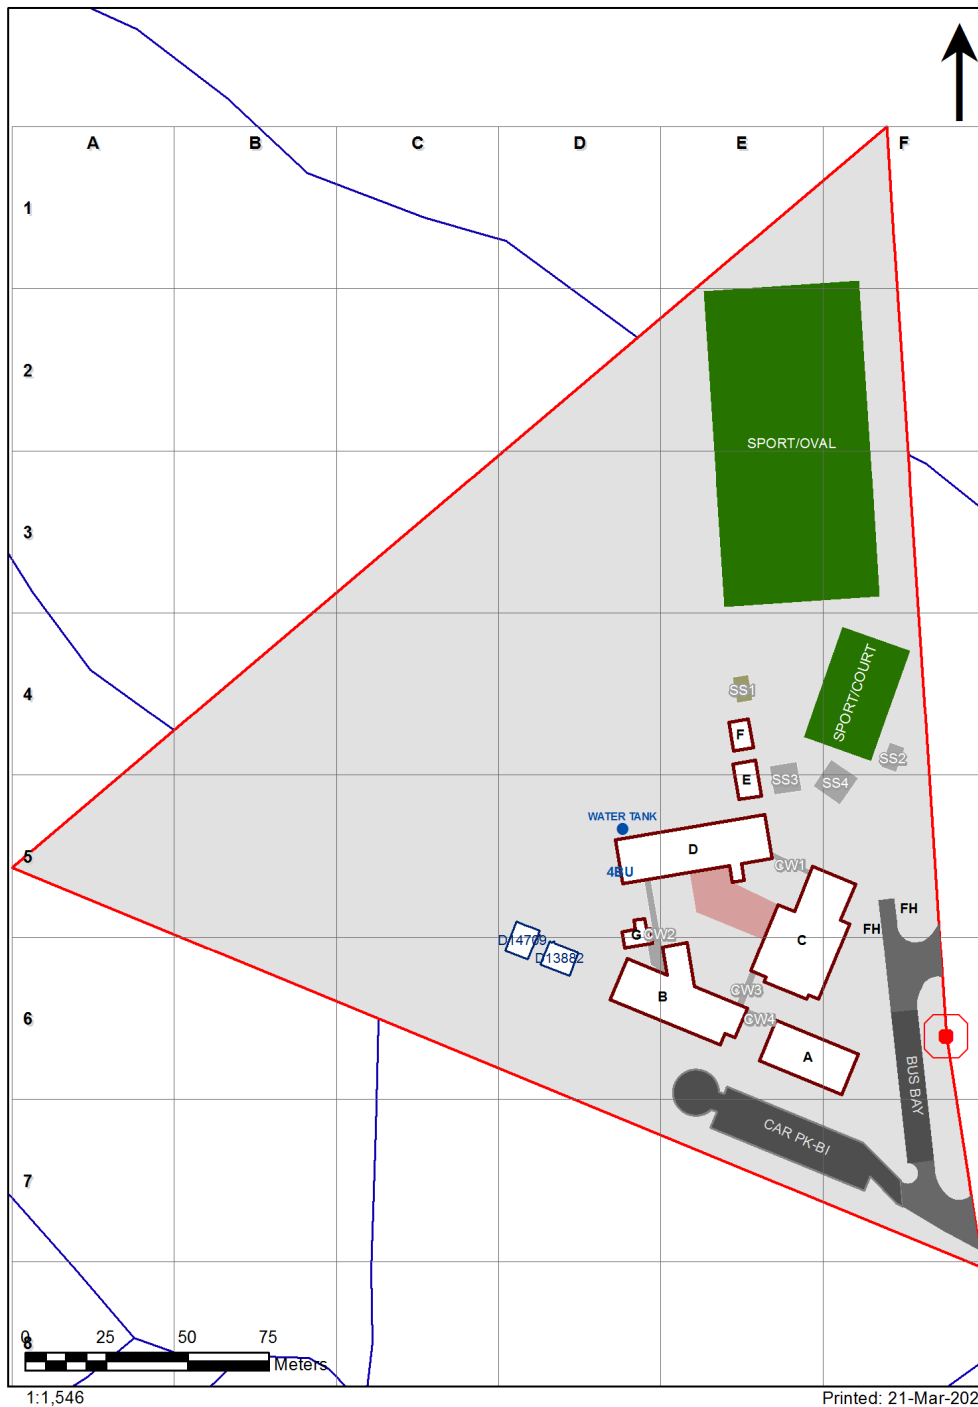 A B C D E F
1
2
SPORT/OVAL
3
4
SPORT/COURT
SS1
F
SS2
E
SS3
SS4
WATER TANK
5
D
4BU
CW1
FH
FH
G
CW2
C
D14709
D13882
B
CW3
6
CW4
A
BUS BAY
CAR PK-BI
7
8
0 25 50 75
Meters
1:1,546
Printed: 21-Mar-202